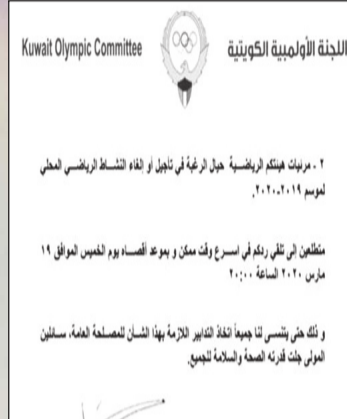 Kuwait Olympic Committee
اللجنة الأولمبية الكويتية
٢ - مرئيات هيئتكم الرياضية حيال الرغبة في تأجيل أو إلغاء النشاط الرياضي المحلي
لموسم ٢٠١٩-٢٠٢٠.
متطلعين إلى تلقي ردكم في اسرع وقت ممكن و بموعد أقصاه يوم الخميس الموافق ١٩
مارس ٢٠٢٠ الساعة ٢٠:٠٠
و ذلك حتى يتسنى لنا جميعاً اتخاذ التدابير اللازمة بهذا الشأن للمصلحة العامة، سائلين
المولى جلت قدرته الصحة والسلامة للجميع.